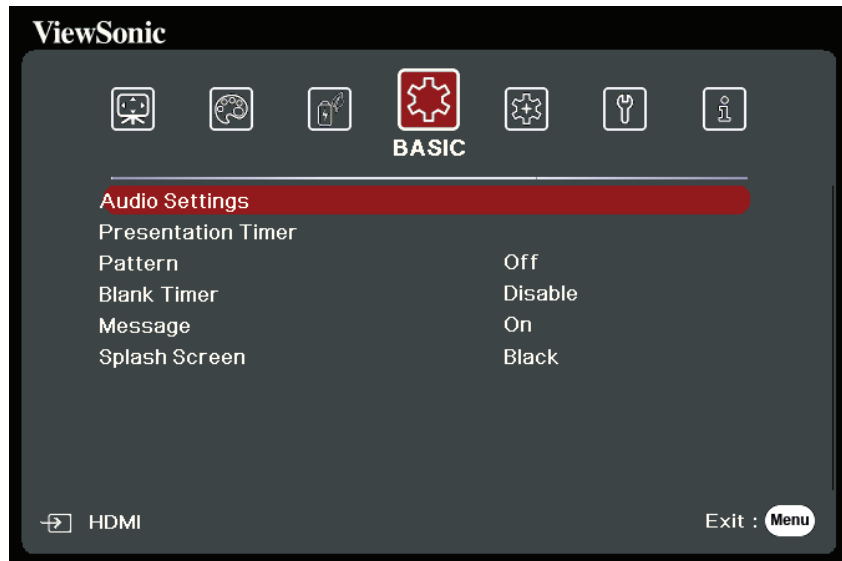 ViewSonic
BASIC
Audio Settings
Presentation Timer
Pattern Off
Blank Timer Disable
Message On
Splash Screen Black
HDMI Exit : Menu